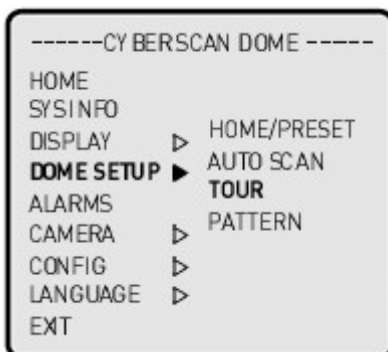 ------CYBERSCAN DOME ------
HOME
SYSINFO
DISPLAY ▷
DOME SETUP ▶
ALARMS
CAMERA ▷
CONFIG ▷
LANGUAGE ▷
EXIT
HOME/PRESET
AUTO SCAN
TOUR
PATTERN